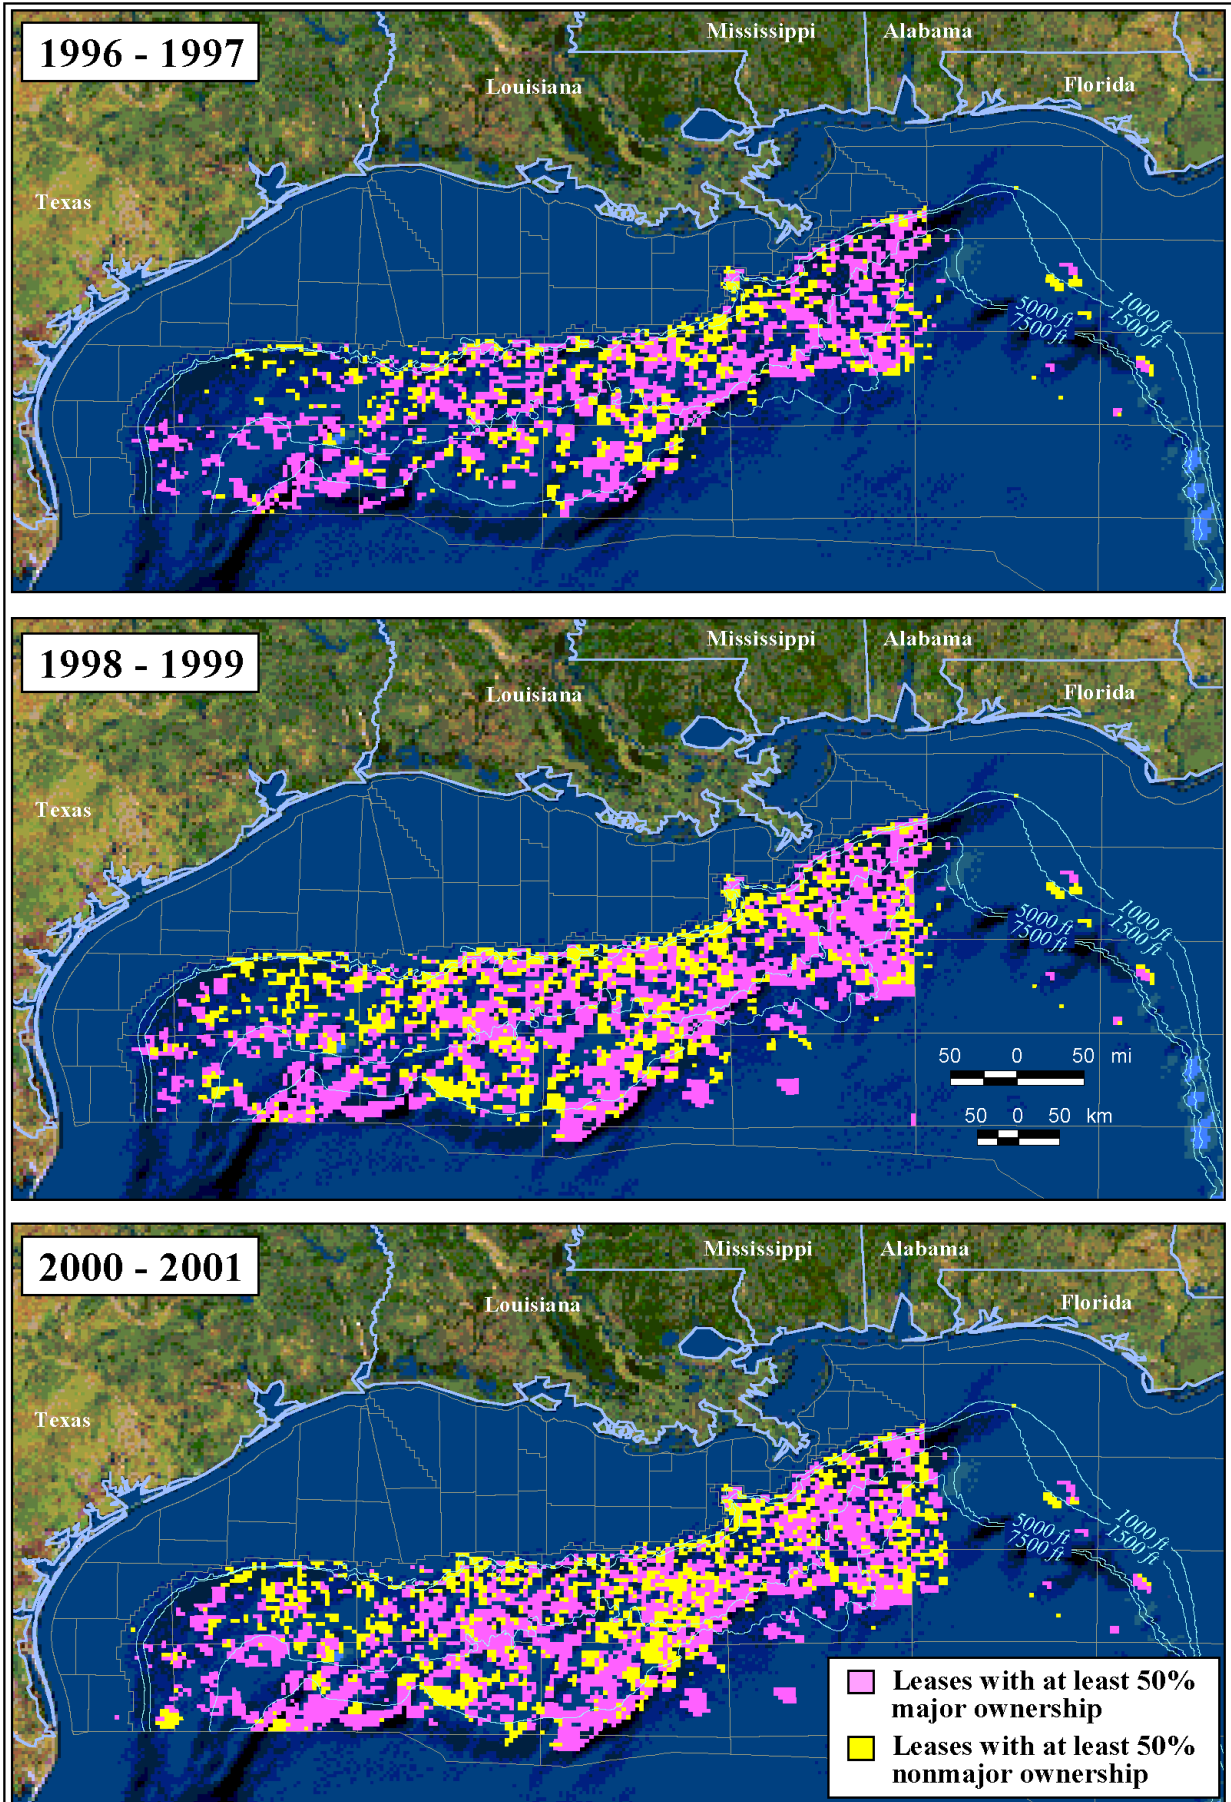 1996 - 1997
Mississippi
Alabama
Louisiana
Florida
Texas
1000 ft
1500 ft
5000 ft
7500 ft
1998 - 1999
Mississippi
Alabama
Louisiana
Florida
Texas
1000 ft
1500 ft
5000 ft
7500 ft
50 0 50 mi
50 0 50 km
2000 - 2001
Mississippi
Alabama
Louisiana
Florida
Texas
1000 ft
1500 ft
5000 ft
7500 ft
Leases with at least 50%
major ownership
Leases with at least 50%
nonmajor ownership